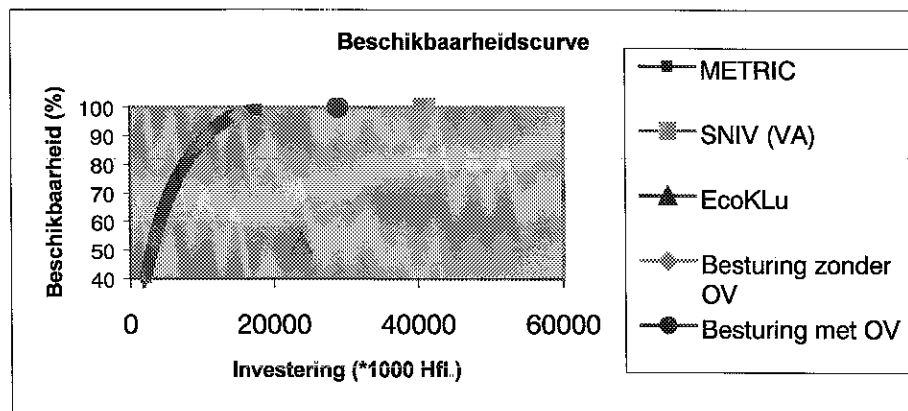 Beschikbaarheidscurve
Beschikbaarheid (%)
100
90
80
70
60
50
40
0
20000
40000
60000
Investering (*1000 Hfl.)
METRIC
SNIV (VA)
EcoKLu
Besturing zonder
OV
Besturing met OV